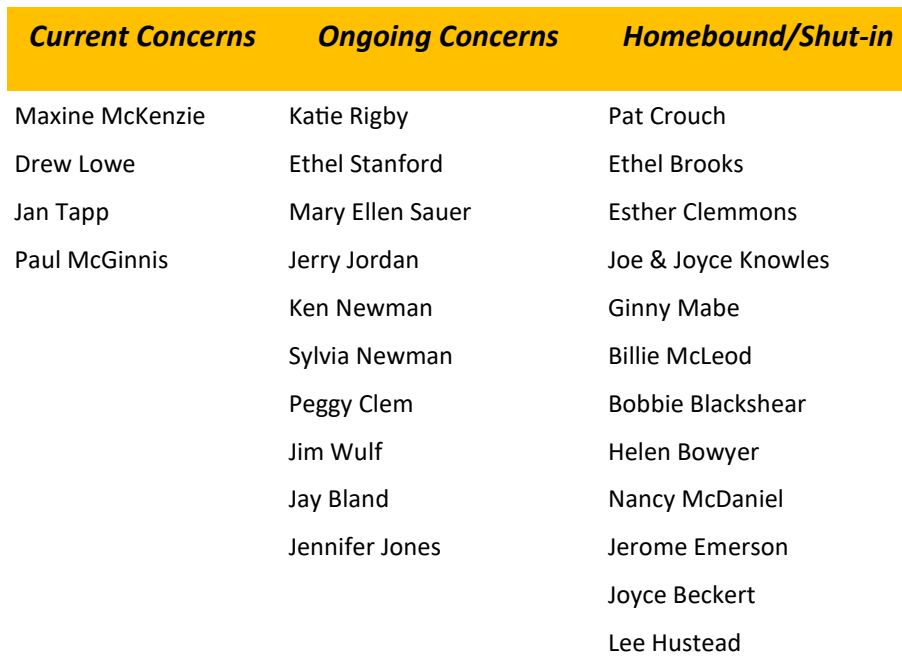 Current Concerns Ongoing Concerns Homebound/Shut-in
Maxine McKenzie Katie Rigby Pat Crouch
Drew Lowe Ethel Stanford Ethel Brooks
Jan Tapp Mary Ellen Sauer Esther Clemmons
Paul McGinnis Jerry Jordan Joe & Joyce Knowles
Ken Newman Ginny Mabe
Sylvia Newman Billie McLeod
Peggy Clem Bobbie Blackshear
Jim Wulf Helen Bowyer
Jay Bland Nancy McDaniel
Jennifer Jones Jerome Emerson
Joyce Beckert
Lee Hustead